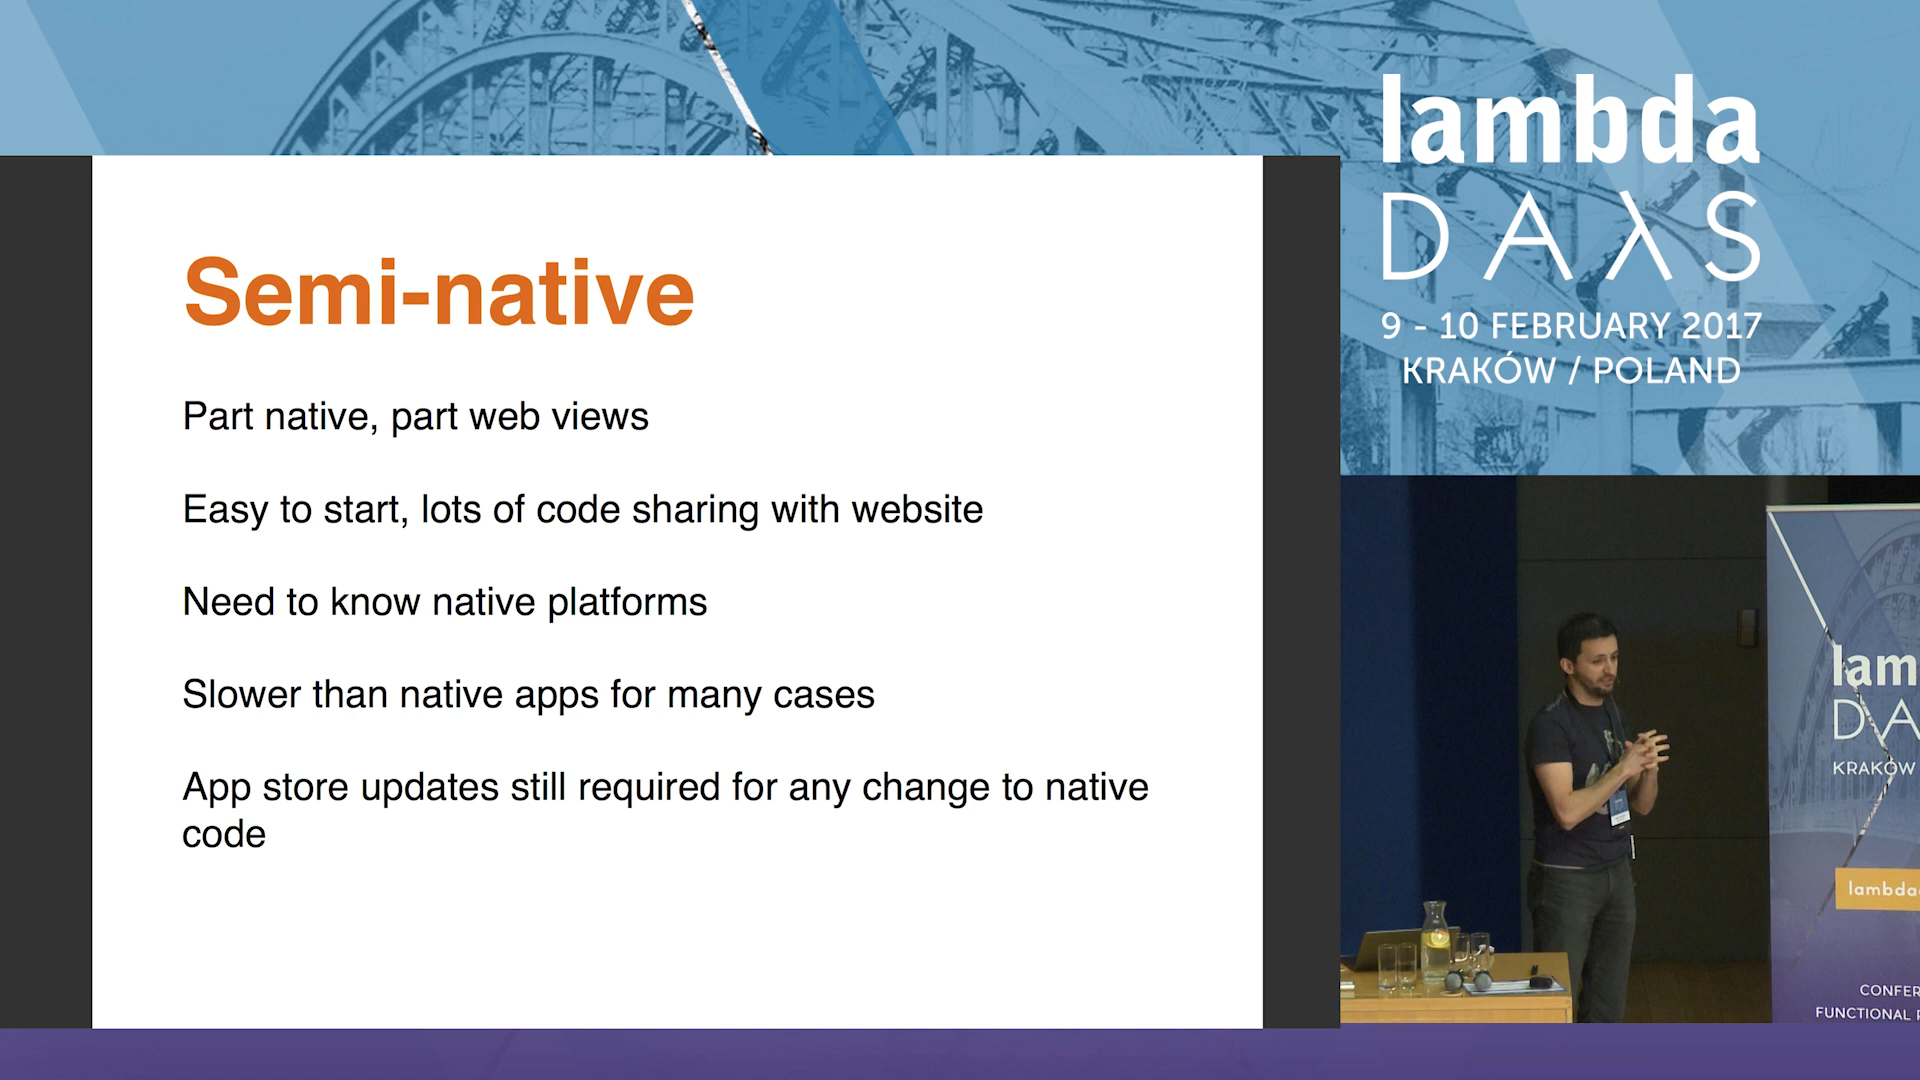 lambda
DAλS
9 - 10 FEBRUARY 2017
KRAKÓW / POLAND
Semi-native
Part native, part web views
Easy to start, lots of code sharing with website
Need to know native platforms
Slower than native apps for many cases
App store updates still required for any change to native
code
lam
DA
KRAKÓW
lambda
CONFER
FUNCTIONAL P